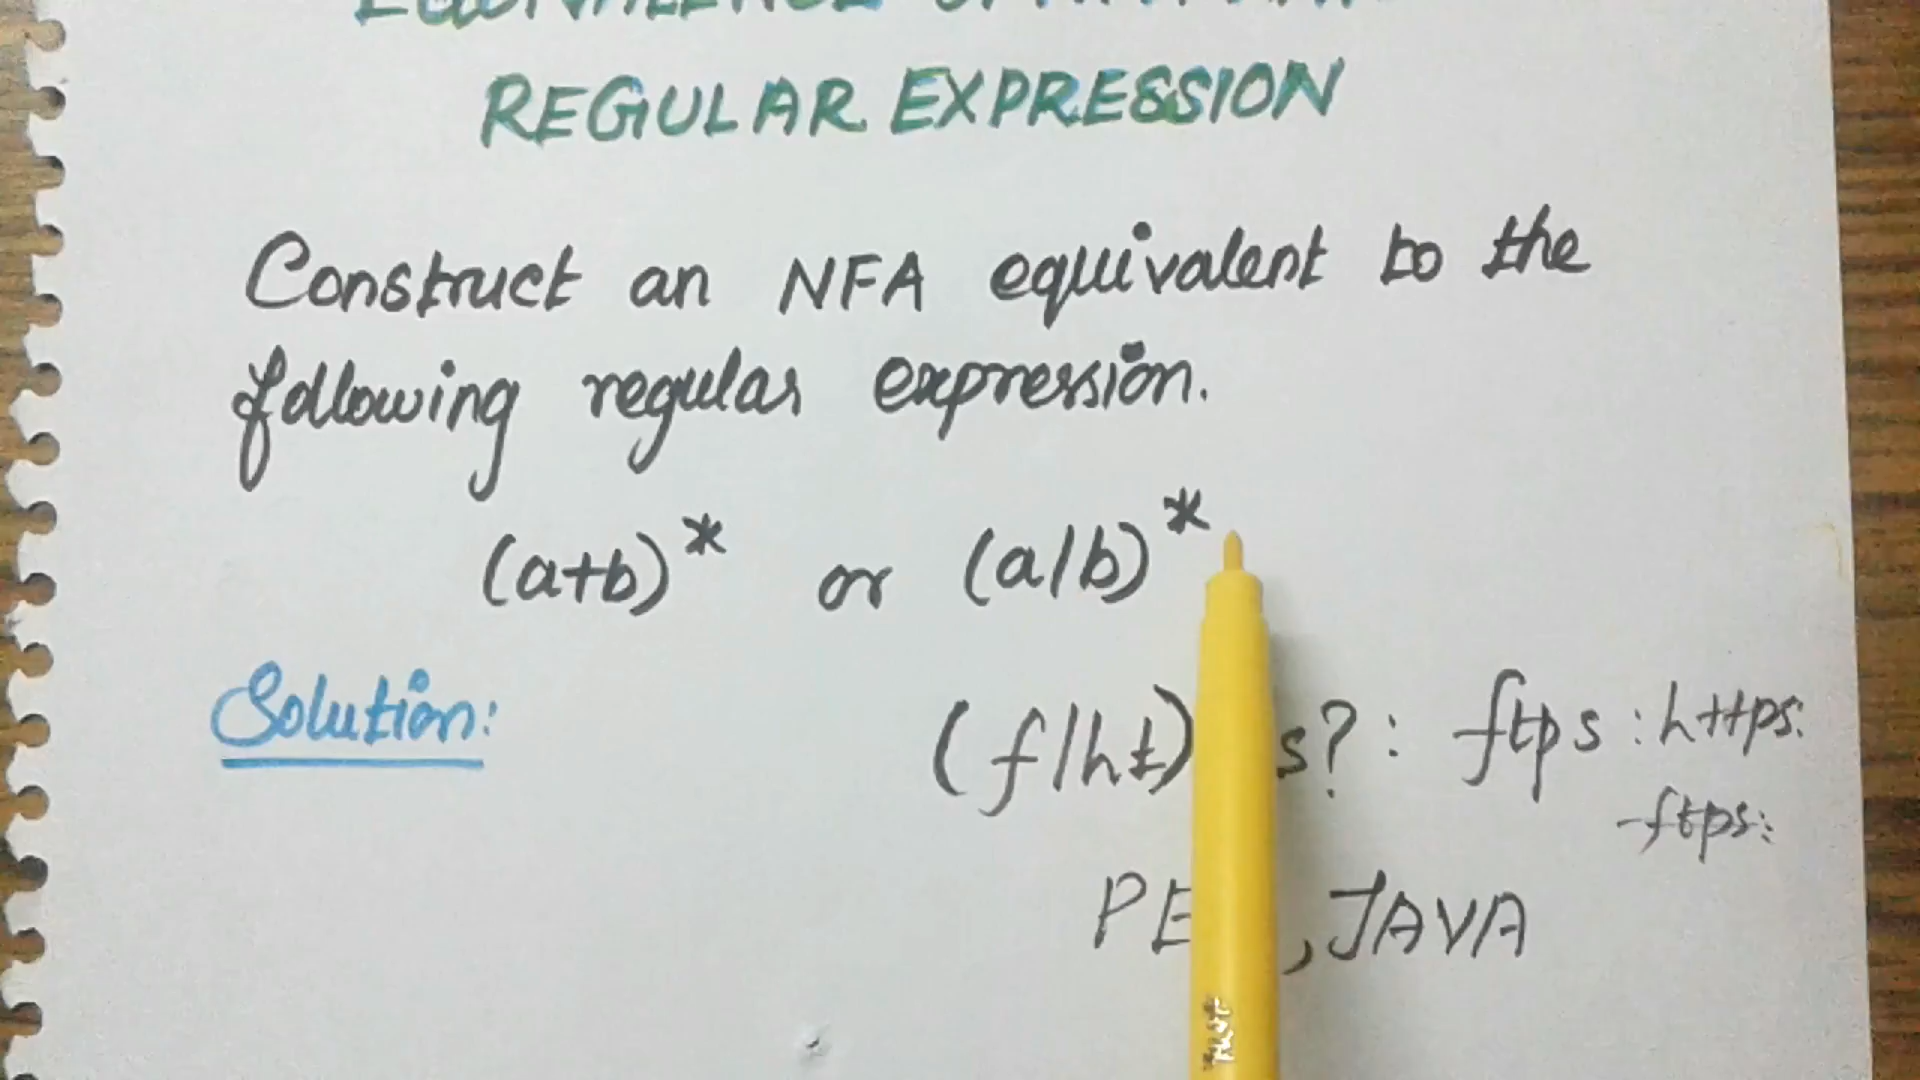 REGULAR EXPRESSION
Construct an NFA equivalent to the
following regular expression.
(a+b)* or (a/b)*
Solution:
(f/ht) s? : ftps : https.
ftps:
PE , JAVA